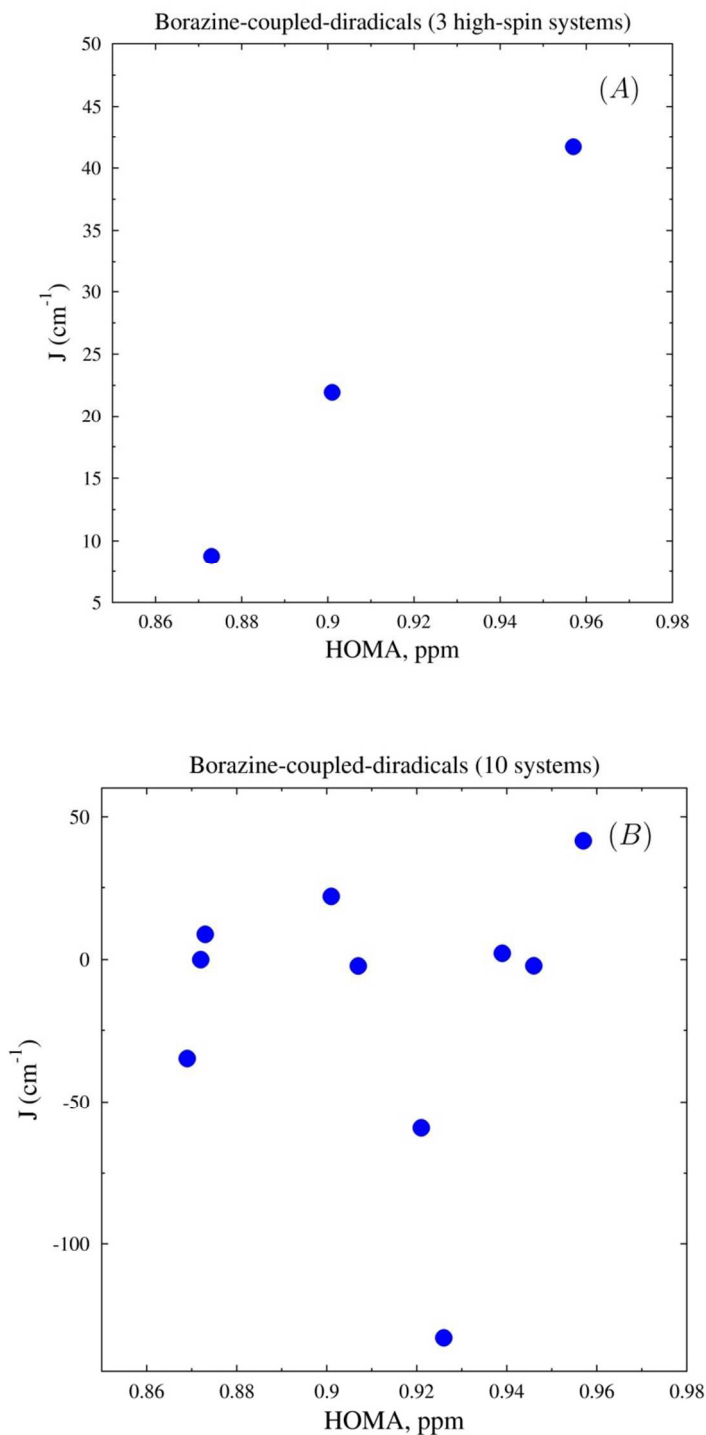 Borazine-coupled-diradicals (3 high-spin systems)
(A)
50
45
40
35
30
25
20
15
10
5
J (cm⁻¹)
0.86 0.88 0.9 0.92 0.94 0.96 0.98
HOMA, ppm
Borazine-coupled-diradicals (10 systems)
(B)
50
0
-50
-100
J (cm⁻¹)
0.86 0.88 0.9 0.92 0.94 0.96 0.98
HOMA, ppm